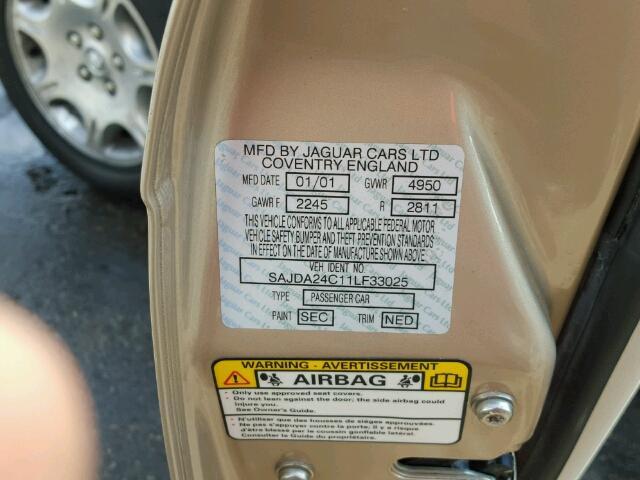 MFD BY JAGUAR CARS LTD
COVENTRY ENGLAND
MFD DATE 01/01 GVWR 4950
GAWR F 2245 R 2811
THIS VEHICLE CONFORMS TO ALL APPLICABLE FEDERAL MOTOR
VEHICLE SAFETY BUMPER AND THEFT PREVENTION STANDARDS
IN EFFECT ON THE DATE OF MANUFACTURE SHOWN ABOVE
VEH IDENT NO
SAJDA24C11LF33025
TYPE PASSENGER CAR
PAINT SEC TRIM NED
WARNING - AVERTISSEMENT
AIRBAG
• Only use approved seat covers.
• Do not lean against the door; the side airbag could
injure you.
See Owner's Guide.
• N'utiliser que des housses de sièges approuvées.
• Ne pas s'appuyer contre la porte, il y a risque
d'être blessé par le coussin gonflable latéral.
Consulter le Guide du propriétaire.